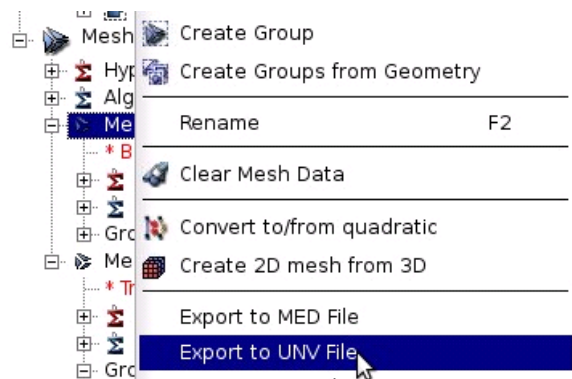 Mesh
Create Group
Hyp
Create Groups from Geometry
Alg
Me
Rename F2
* B
Clear Mesh Data
Gro
Convert to/from quadratic
Me
Create 2D mesh from 3D
* Tr
Export to MED File
Export to UNV File
Gro